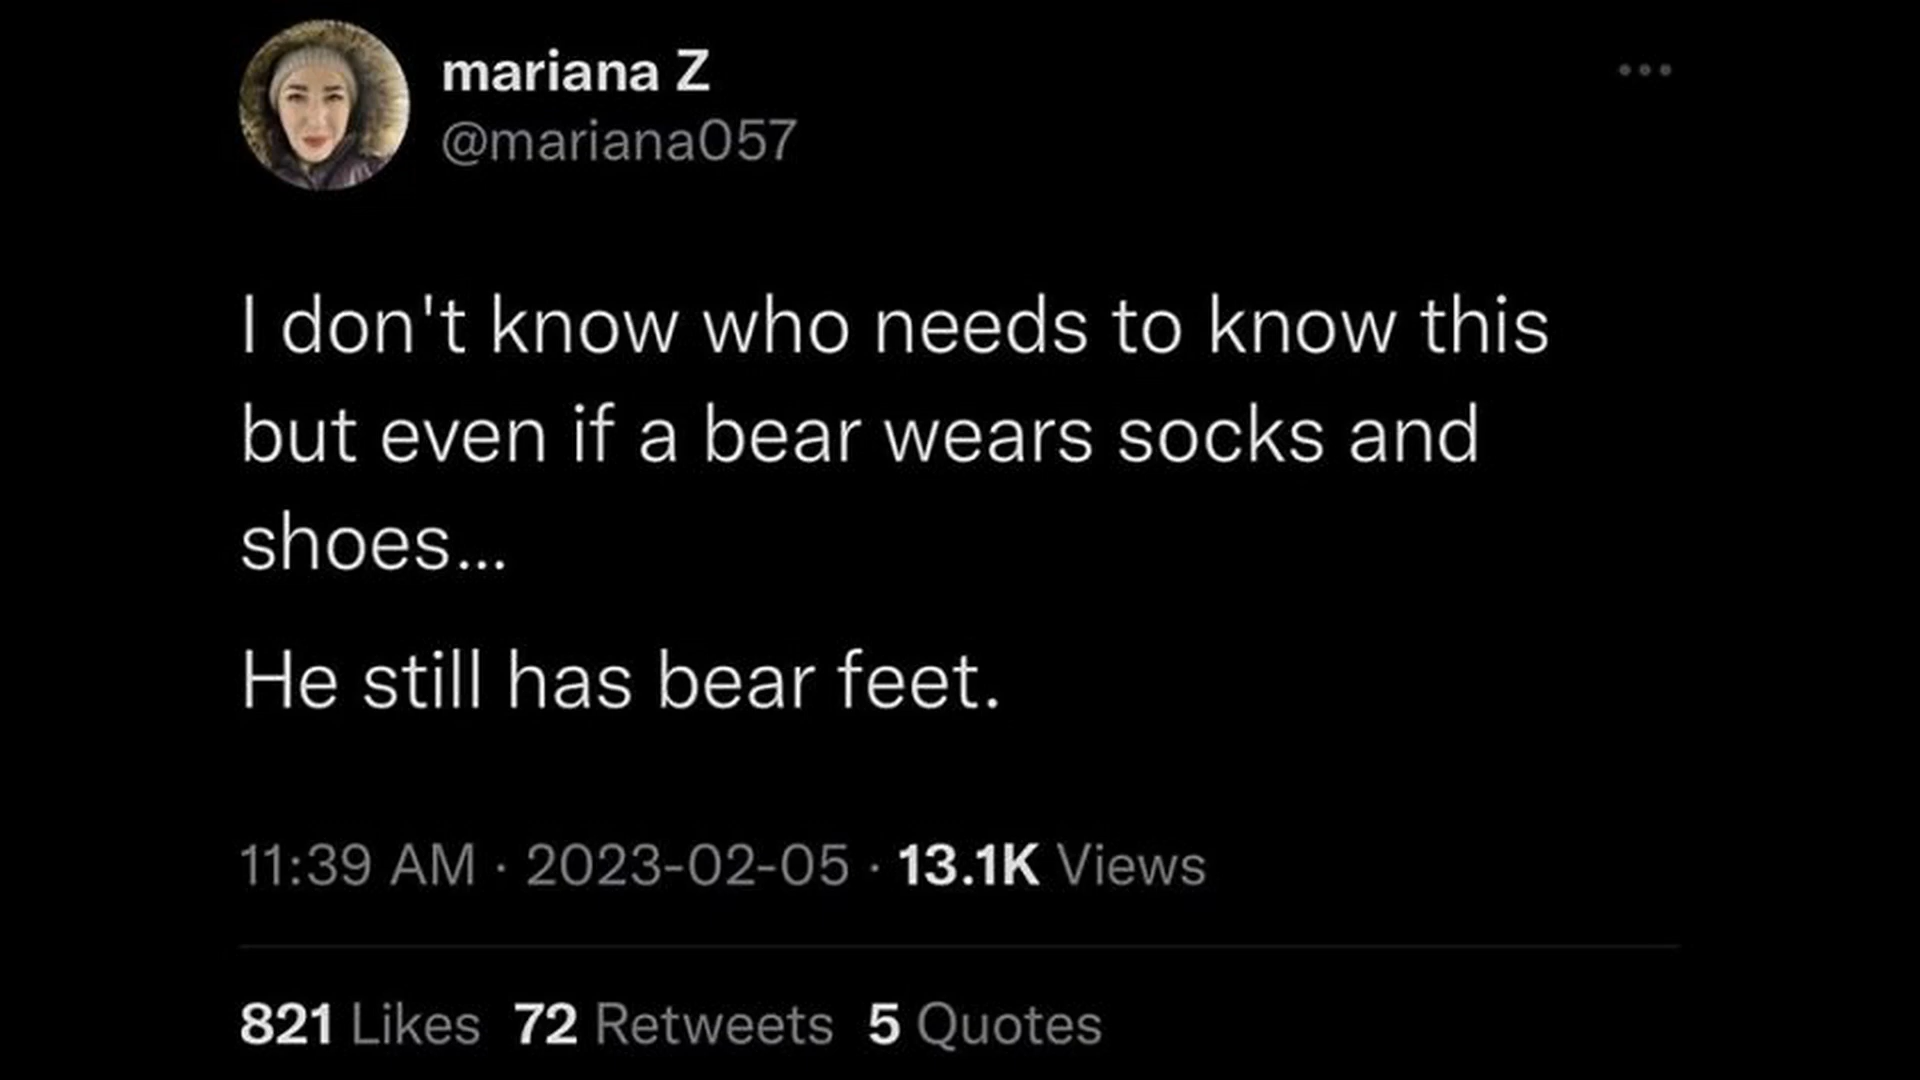 mariana Z
@mariana057
I don't know who needs to know this
but even if a bear wears socks and
shoes...
He still has bear feet.
11:39 AM · 2023-02-05 · 13.1K Views
821 Likes 72 Retweets 5 Quotes